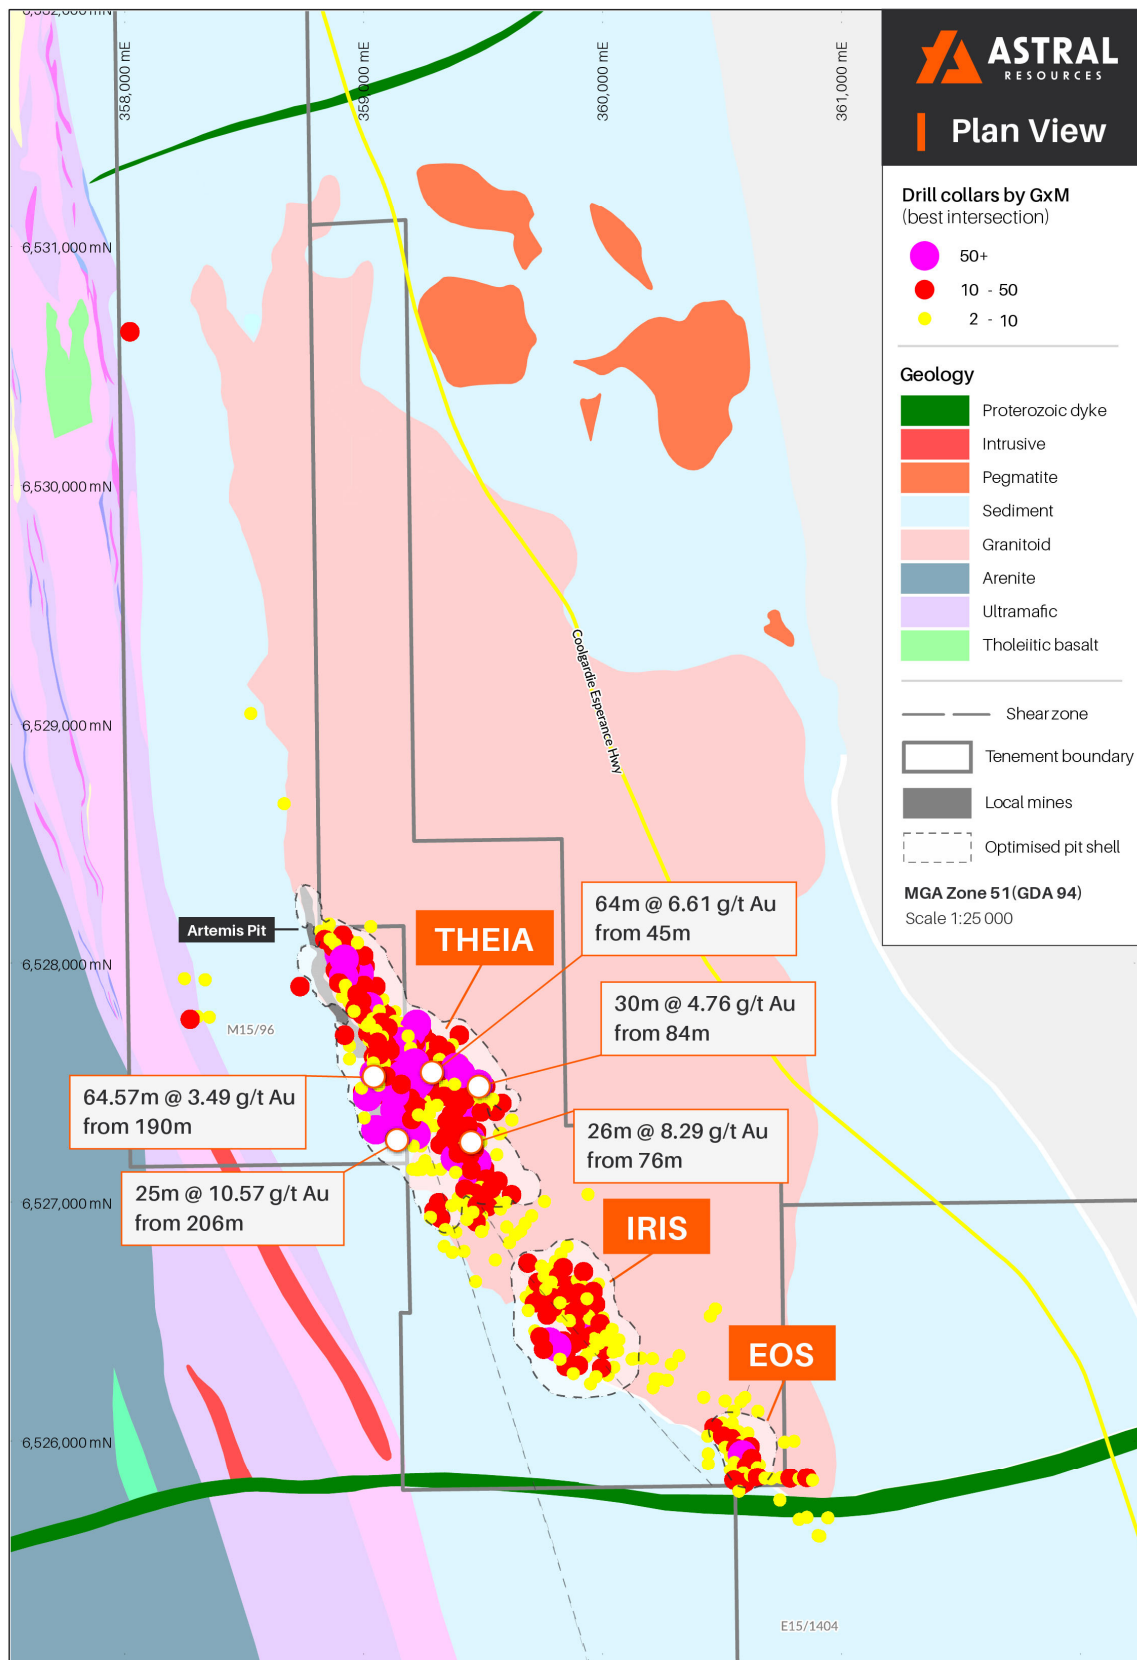 ASTRAL
RESOURCES
Plan View
Drill collars by GxM
(best intersection)
50+
10 - 50
2 - 10
Geology
Proterozoic dyke
Intrusive
Pegmatite
Sediment
Granitoid
Arenite
Ultramafic
Tholeiitic basalt
Shear zone
Tenement boundary
Local mines
Optimised pit shell
MGA Zone 51(GDA 94)
Scale 1:25 000
6,532,000 mN
358,000 mE
359,000 mE
360,000 mE
361,000 mE
6,531,000 mN
6,530,000 mN
6,529,000 mN
6,528,000 mN
6,527,000 mN
6,526,000 mN
Coolgardie Esperance Hwy
Artemis Pit
THEIA
64m @ 6.61 g/t Au
from 45m
30m @ 4.76 g/t Au
from 84m
M15/96
64.57m @ 3.49 g/t Au
from 190m
26m @ 8.29 g/t Au
from 76m
25m @ 10.57 g/t Au
from 206m
IRIS
EOS
E15/1404